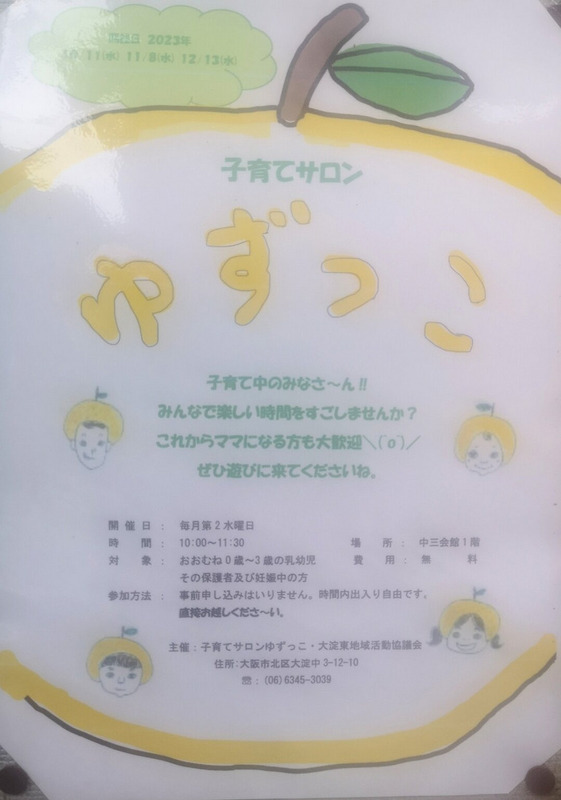 開催日 2023年
10/11(水) 11/8(水) 12/13(水)
子育てサロン
ゆずっこ
子育て中のみなさ〜ん!!
みんなで楽しい時間をすごしませんか？
これからママになる方も大歓迎＼(ˆoˆ)／
ぜひ遊びに来てくださいね。
開催日： 毎月第2水曜日
時間： 10:00〜11:30 場所： 中三会館1階
対象： おおむね0歳〜3歳の乳幼児 費用： 無料
その保護者及び妊娠中の方
参加方法： 事前申し込みはいりません。時間内出入り自由です。
直接お越しくださ〜い。
主催：子育てサロンゆずっこ・大淀東地域活動協議会
住所：大阪市北区大淀中3-12-10
☎：(06)6345-3039